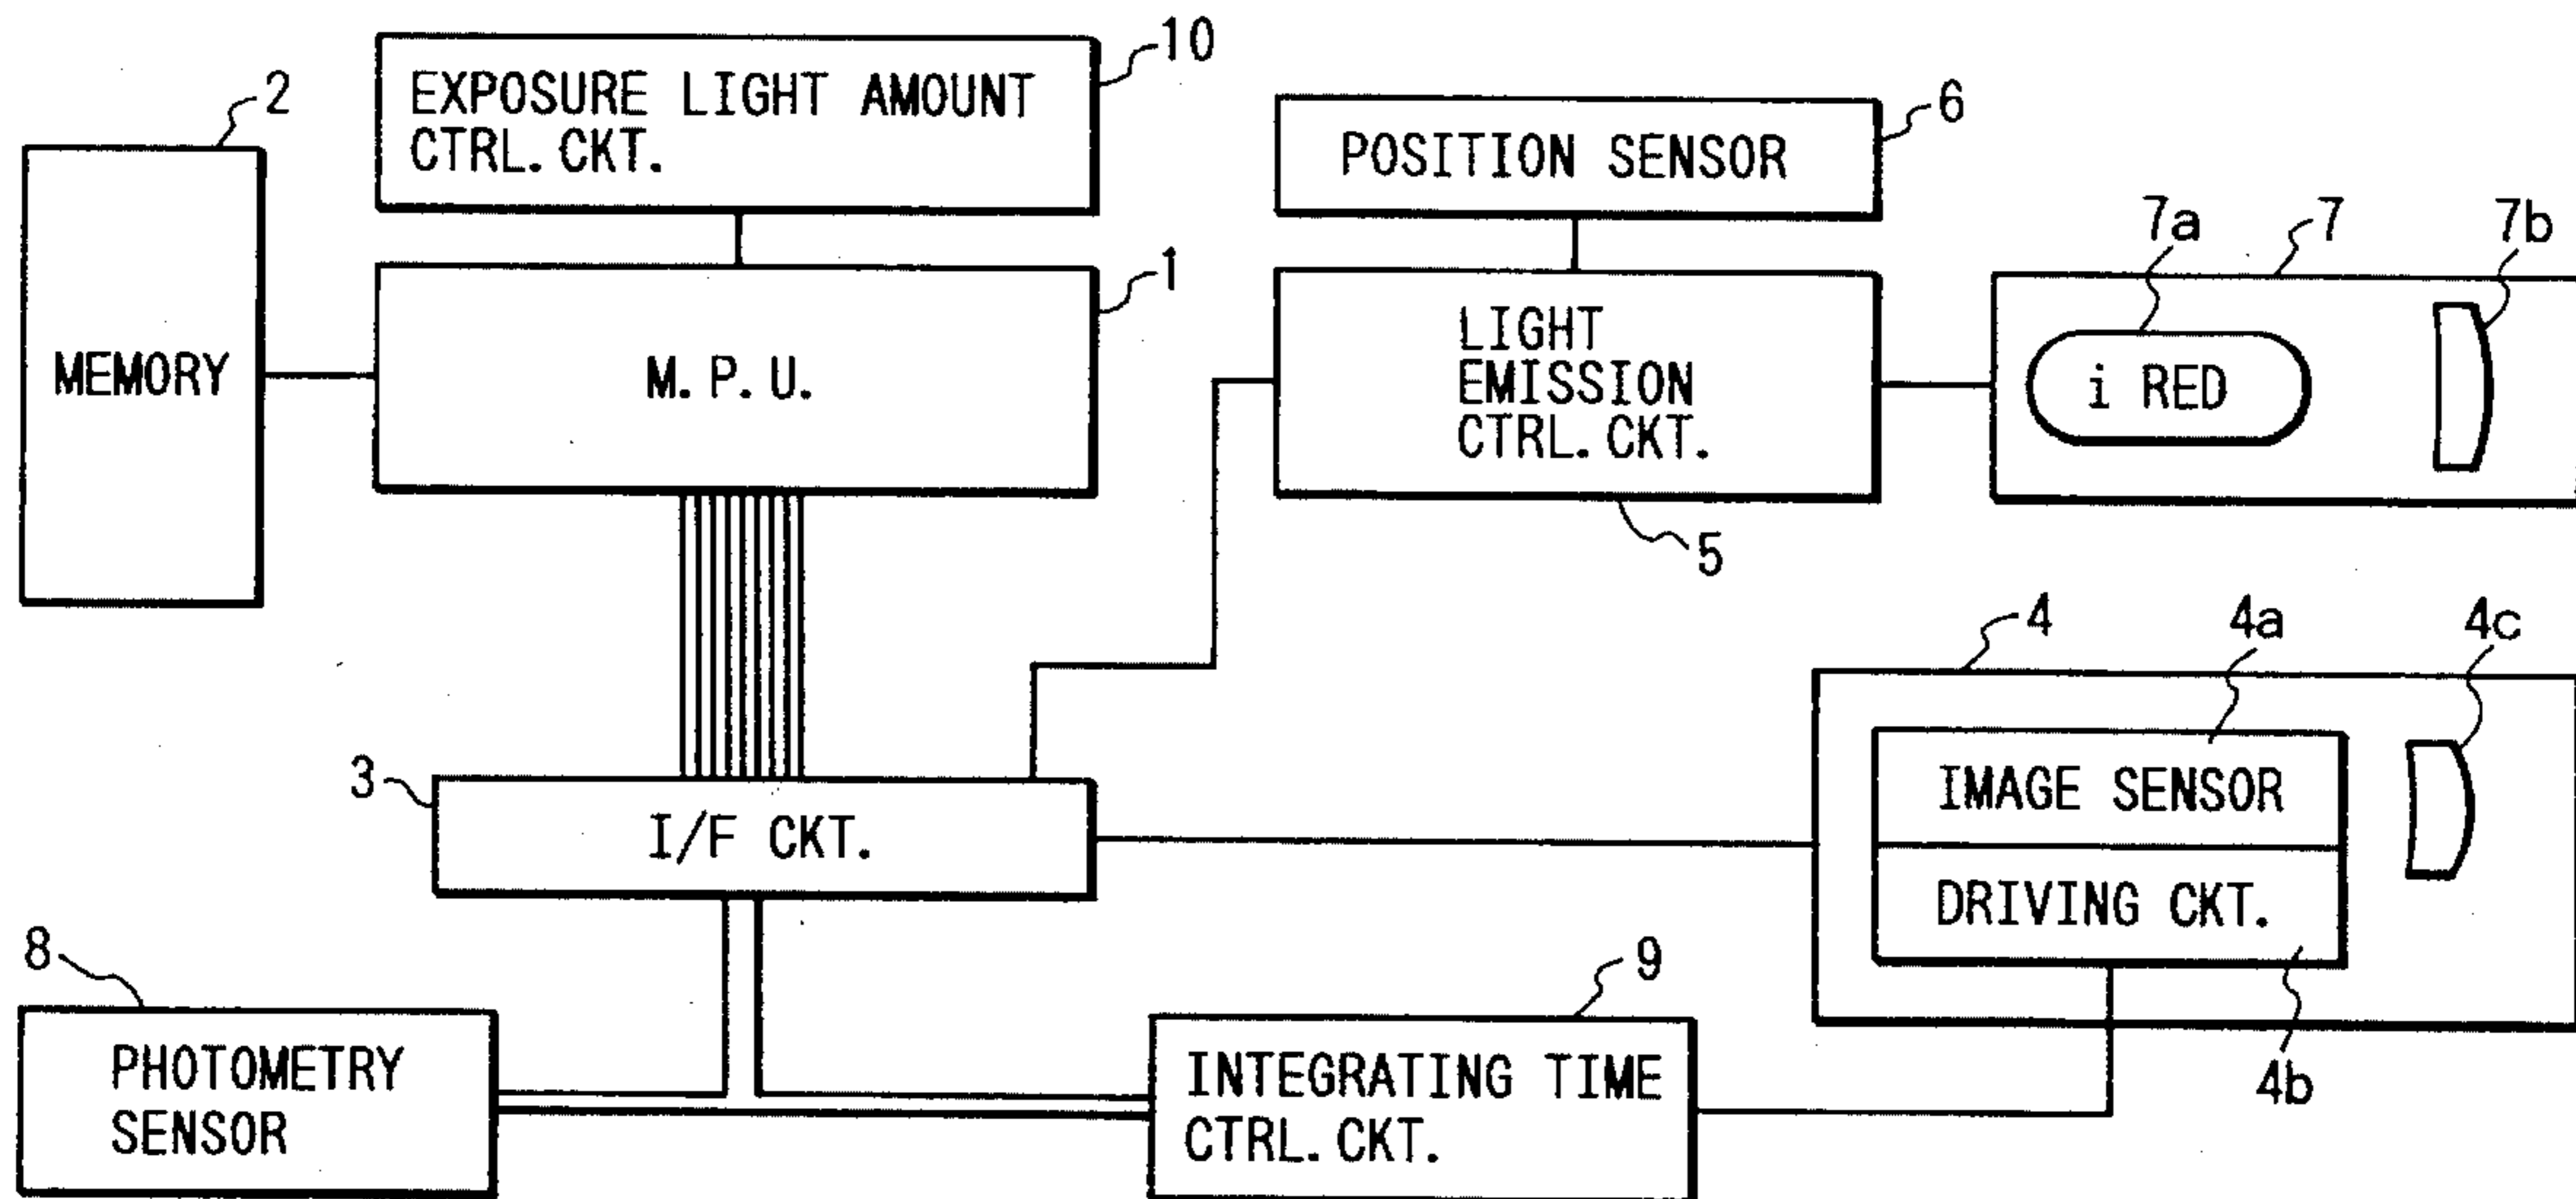 10
EXPOSURE LIGHT AMOUNT
CTRL. CKT.
2
MEMORY
1
M. P. U.
6
POSITION SENSOR
LIGHT
EMISSION
CTRL. CKT.
5
7a
7
7b
i RED
3
I/F CKT.
4
4a
4c
IMAGE SENSOR
DRIVING CKT.
4b
8
PHOTOMETRY
SENSOR
9
INTEGRATING TIME
CTRL. CKT.